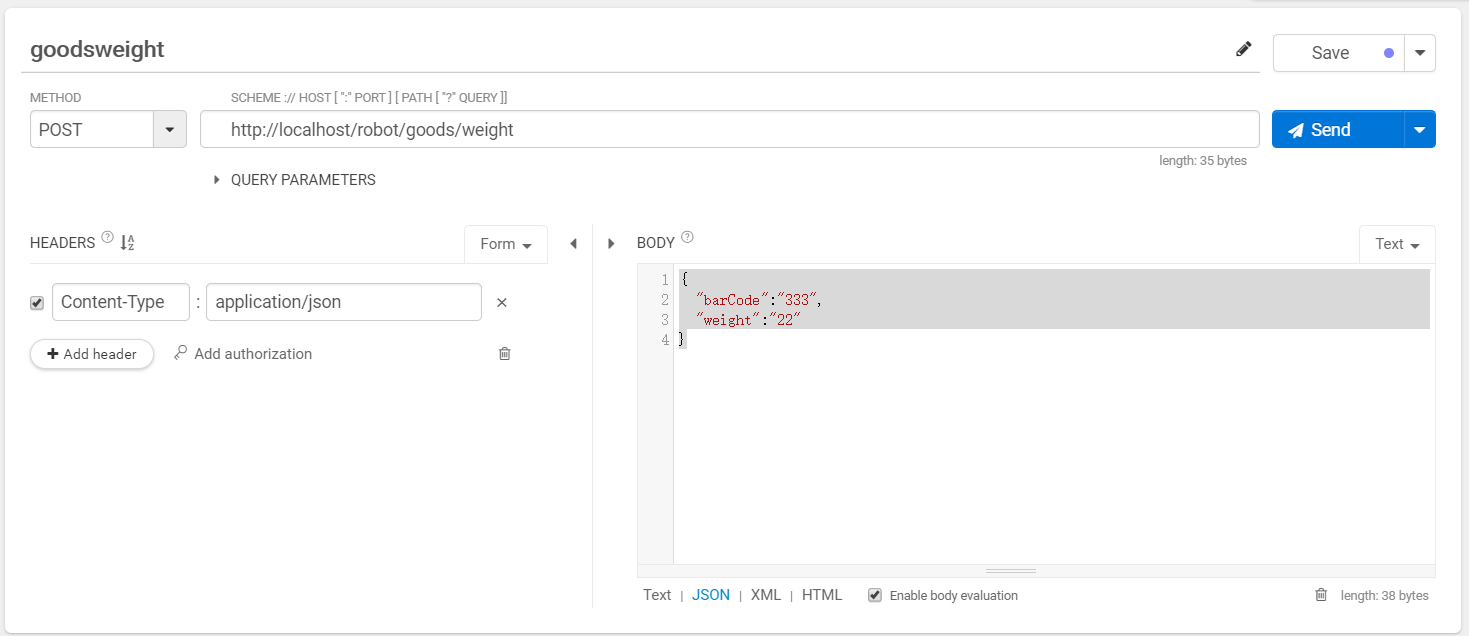 goodsweight
Save
METHOD
SCHEME :// HOST [ ":" PORT ] [ PATH [ "?" QUERY ]]
POST
http://localhost/robot/goods/weight
Send
length: 35 bytes
QUERY PARAMETERS
HEADERS ? A Z
Form
BODY ?
Text
Content-Type : application/json
Add header
Add authorization
1 {
2 "barCode":"333",
3 "weight":"22"
4 }
Text | JSON | XML | HTML
Enable body evaluation
length: 38 bytes